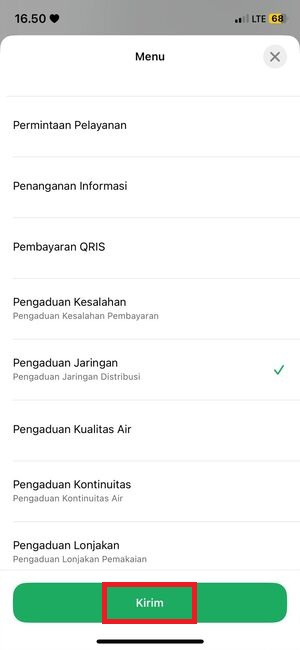 16.50 LTE 68
Menu
Permintaan Pelayanan
Penanganan Informasi
Pembayaran QRIS
Pengaduan Kesalahan
Pengaduan Kesalahan Pembayaran
Pengaduan Jaringan
Pengaduan Jaringan Distribusi
Pengaduan Kualitas Air
Pengaduan Kontinuitas
Pengaduan Kontinuitas Air
Pengaduan Lonjakan
Pengaduan Lonjakan Pemakaian
Kirim